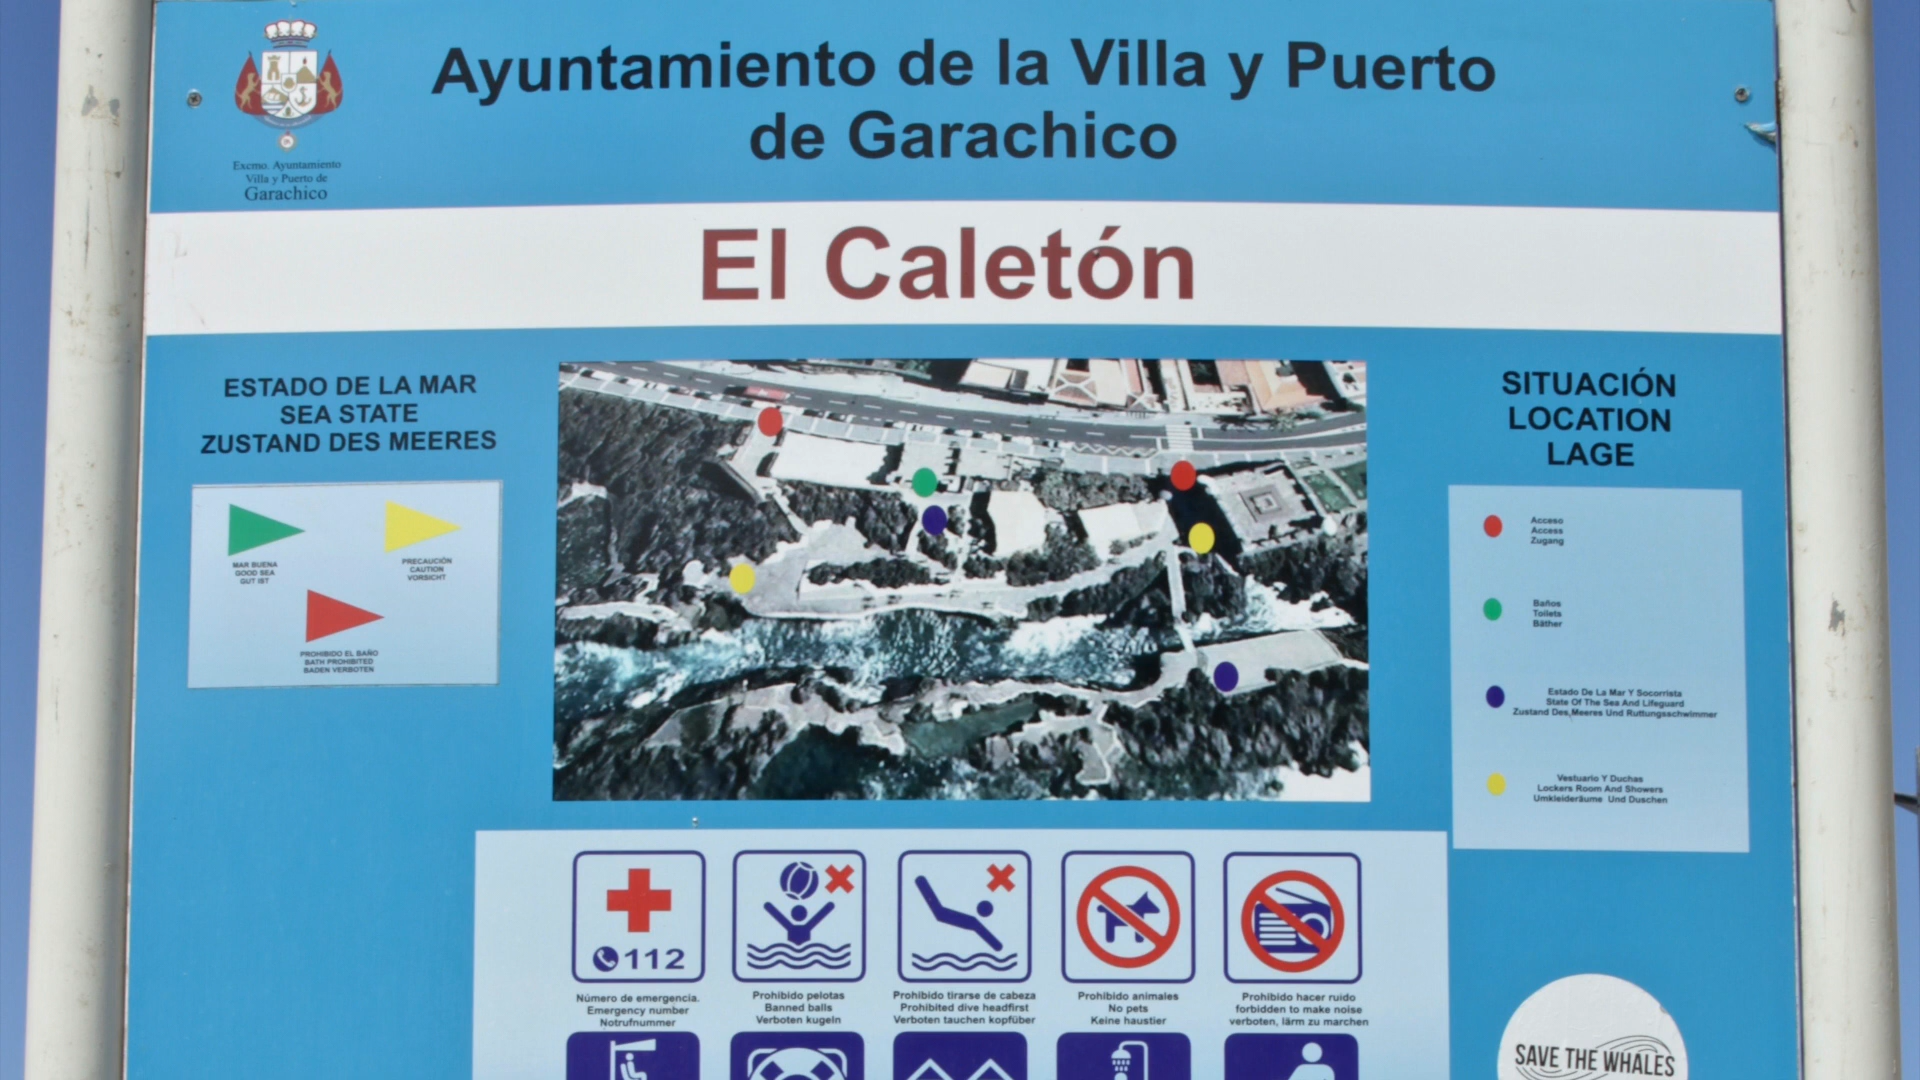 Ayuntamiento de la Villa y Puerto
de Garachico
Excmo. Ayuntamiento
Villa y Puerto de
Garachico
El Caletón
ESTADO DE LA MAR
SEA STATE
ZUSTAND DES MEERES
MAR BUENA
GOOD SEA
GUT IST
PRECAUCIÓN
CAUTION
VORSICHT
PROHIBIDO EL BAÑO
BATH PROHIBITED
BADEN VERBOTEN
SITUACIÓN
LOCATION
LAGE
Acceso
Access
Zugang
Baños
Toilets
Bäther
Estado De La Mar Y Socorrista
State Of The Sea And Lifeguard
Zustand Des Meeres Und Ruttungsschwimmer
Vestuario Y Duchas
Lockers Room And Showers
Umkleideräume Und Duschen
112
Número de emergencia.
Emergency number
Notrufnummer
Prohibido pelotas
Banned balls
Verboten kugeln
Prohibido tirarse de cabeza
Prohibited dive headfirst
Verboten tauchen kopfüber
Prohibido animales
No pets
Keine haustier
Prohibido hacer ruido
forbidden to make noise
verboten, lärm zu marchen
SAVE THE WHALES